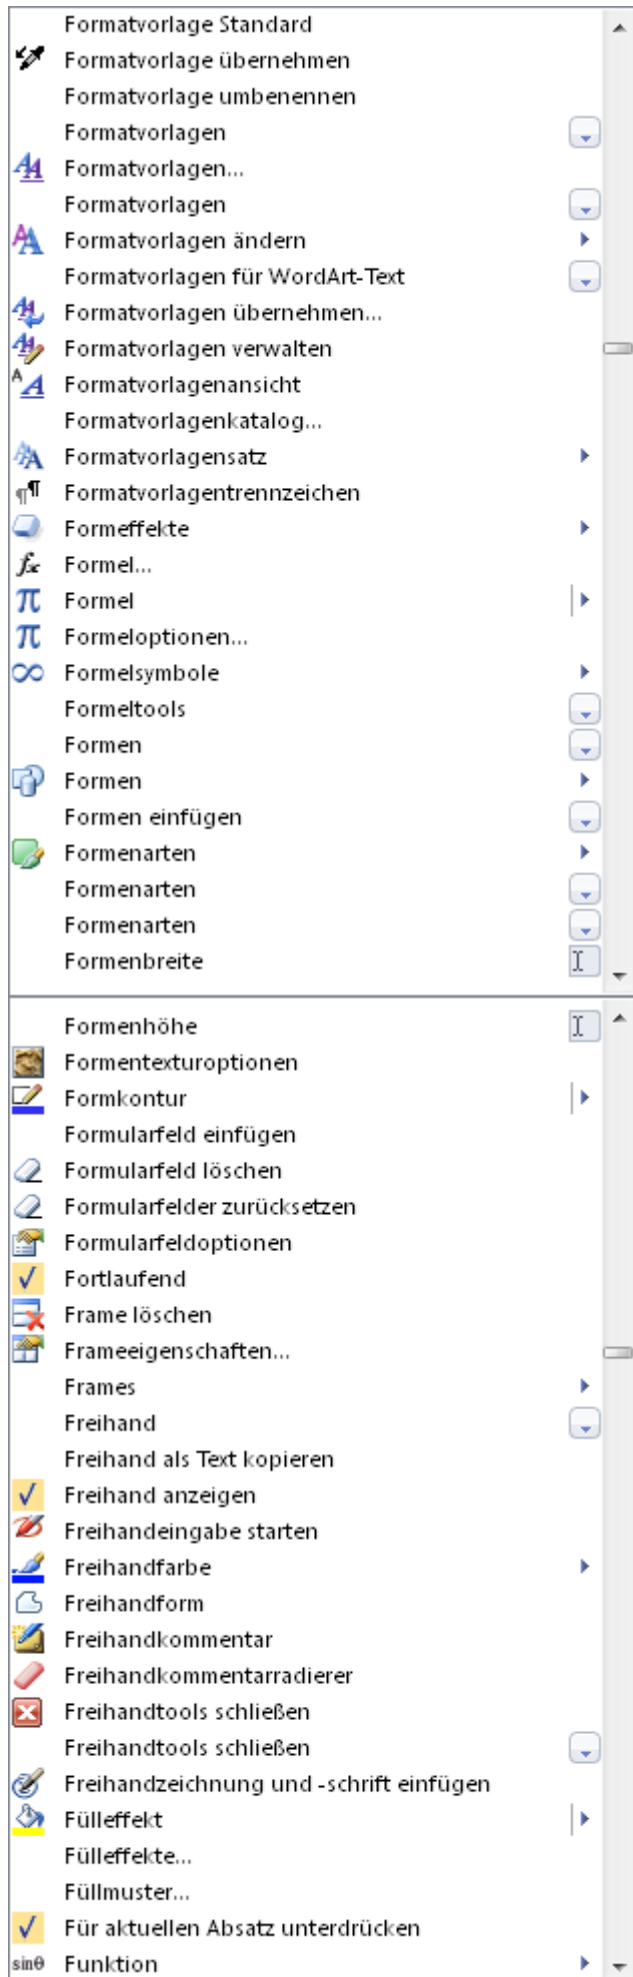 Formatvorlage Standard
Formatvorlage übernehmen
Formatvorlage umbenennen
Formatvorlagen
Formatvorlagen...
Formatvorlagen
Formatvorlagen ändern
Formatvorlagen für WordArt-Text
Formatvorlagen übernehmen...
Formatvorlagen verwalten
Formatvorlagenansicht
Formatvorlagenkatalog...
Formatvorlagensatz
Formatvorlagentrennzeichen
Formeffekte
Formel...
Formel
Formeloptionen...
Formelsymbole
Formeltools
Formen
Formen
Formen einfügen
Formenarten
Formenarten
Formenarten
Formenbreite
Formenhöhe
Formentexturoptionen
Formkontur
Formularfeld einfügen
Formularfeld löschen
Formularfelder zurücksetzen
Formularfeldoptionen
Fortlaufend
Frame löschen
Frameeigenschaften...
Frames
Freihand
Freihand als Text kopieren
Freihand anzeigen
Freihandeingabe starten
Freihandfarbe
Freihandform
Freihandkommentar
Freihandkommentarradierer
Freihandtools schließen
Freihandtools schließen
Freihandzeichnung und -schrift einfügen
Fülleffekt
Fülleffekte...
Füllmuster...
Für aktuellen Absatz unterdrücken
sinθ Funktion